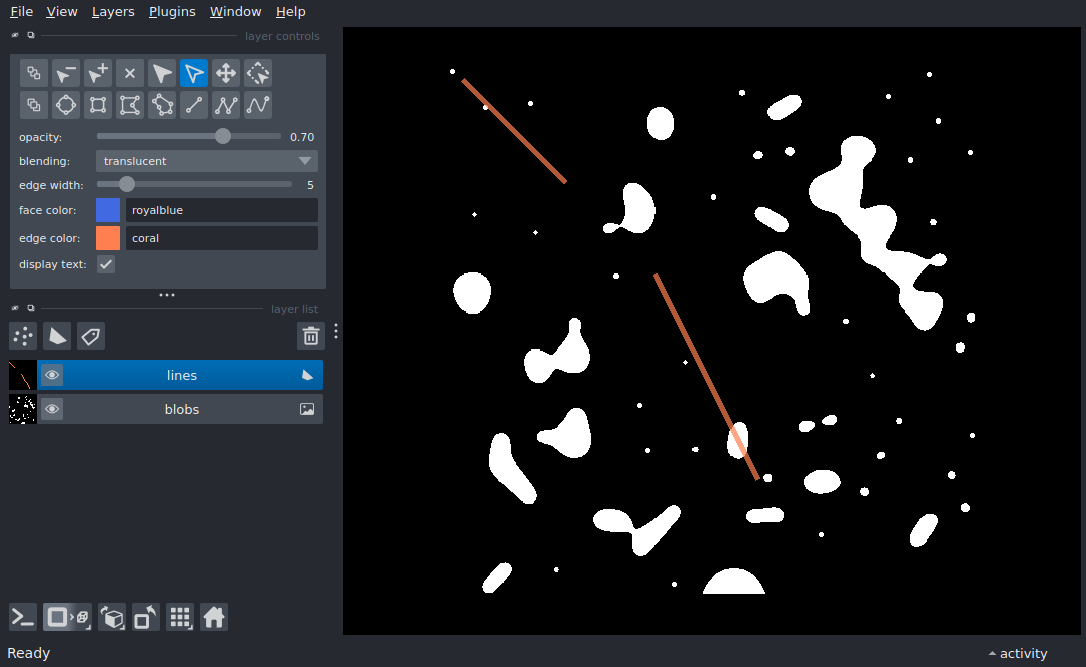 File View Layers Plugins Window Help
layer controls
opacity: 0.70
blending: translucent
edge width: 5
face color: royalblue
edge color: coral
display text:
layer list
lines
blobs
Ready
activity